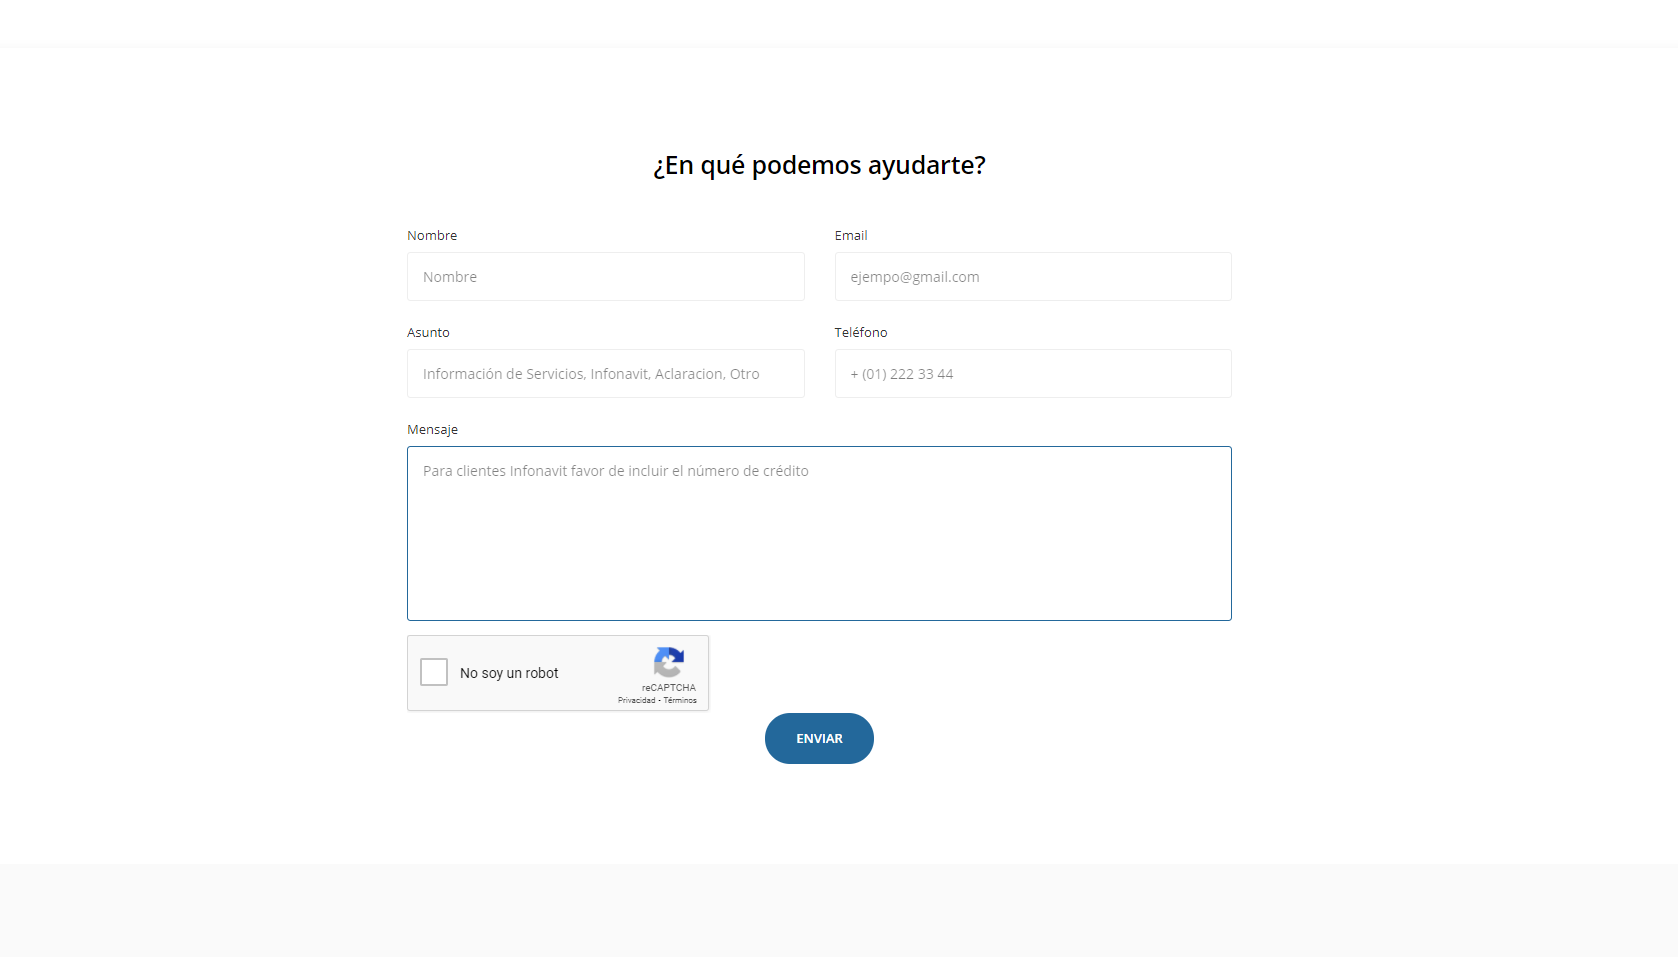 ¿En qué podemos ayudarte?
Nombre
Email
Nombre
ejempo@gmail.com
Asunto
Teléfono
Información de Servicios, Infonavit, Aclaracion, Otro
+ (01) 222 33 44
Mensaje
Para clientes Infonavit favor de incluir el número de crédito
No soy un robot
reCAPTCHA
Privacidad - Términos
ENVIAR